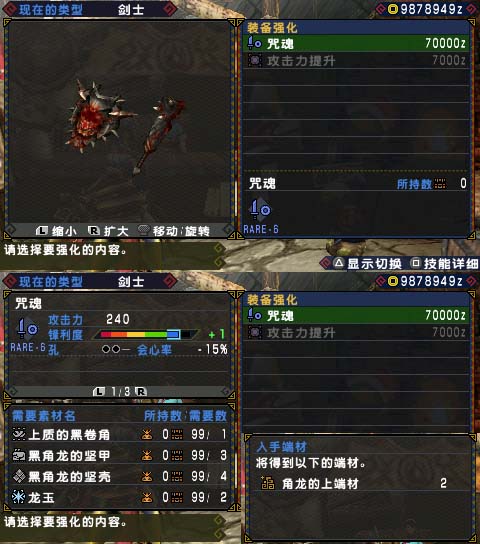 现在的类型 剑士
9878949z
装备强化
咒魂 70000z
攻击力提升 7000z
咒魂 所持数 0
RARE-6
L 缩小 R 扩大 移动/旋转
请选择要强化的内容。
△显示切换 □技能详细
现在的类型 剑士
9878949z
咒魂
攻击力 240
锋利度 +1
RARE-6 孔 ○○— 会心率 -15%
L 1/3 R
需要素材名 所持数/需要数
上质的黑卷角 0 99/ 1
黑角龙的坚甲 0 99/ 3
黑角龙的坚壳 0 99/ 4
龙玉 0 99/ 2
请选择要强化的内容。
装备强化
咒魂 70000z
攻击力提升 7000z
入手端材
将得到以下的端材。
角龙的上端材 2